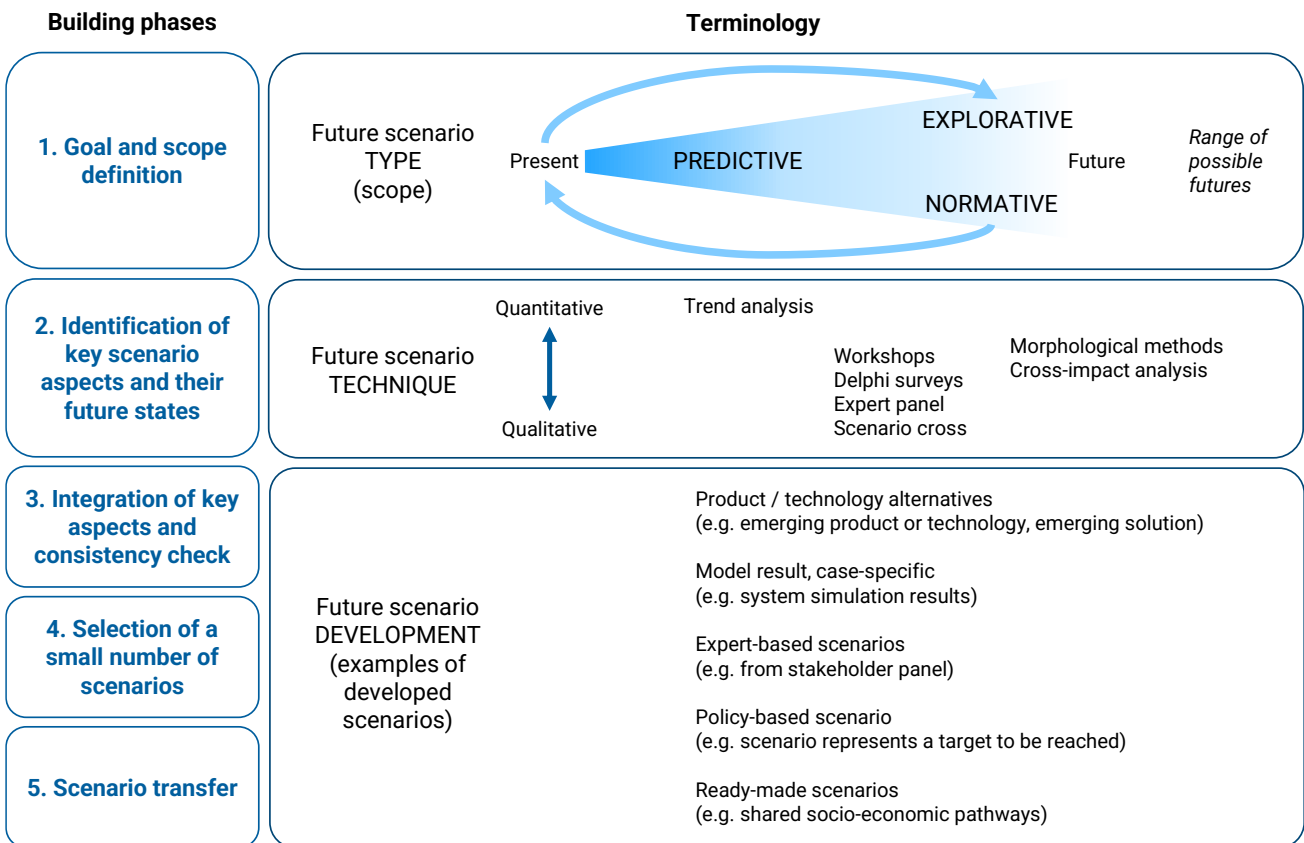 Building phases
Terminology
1. Goal and scope
definition
Future scenario
TYPE
(scope)
Present
PREDICTIVE
EXPLORATIVE
NORMATIVE
Future
Range of
possible
futures
2. Identification of
key scenario
aspects and their
future states
Future scenario
TECHNIQUE
Quantitative
Qualitative
Trend analysis
Workshops
Delphi surveys
Expert panel
Scenario cross
Morphological methods
Cross-impact analysis
3. Integration of key
aspects and
consistency check
4. Selection of a
small number of
scenarios
5. Scenario transfer
Future scenario
DEVELOPMENT
(examples of
developed
scenarios)
Product / technology alternatives
(e.g. emerging product or technology, emerging solution)
Model result, case-specific
(e.g. system simulation results)
Expert-based scenarios
(e.g. from stakeholder panel)
Policy-based scenario
(e.g. scenario represents a target to be reached)
Ready-made scenarios
(e.g. shared socio-economic pathways)